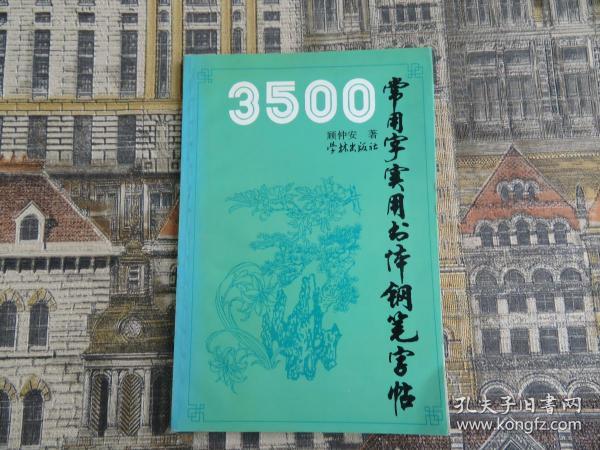 3500
常用字实用书体钢笔字帖
顾仲安 著
学林出版社
孔夫子旧书网
www.kongfz.com